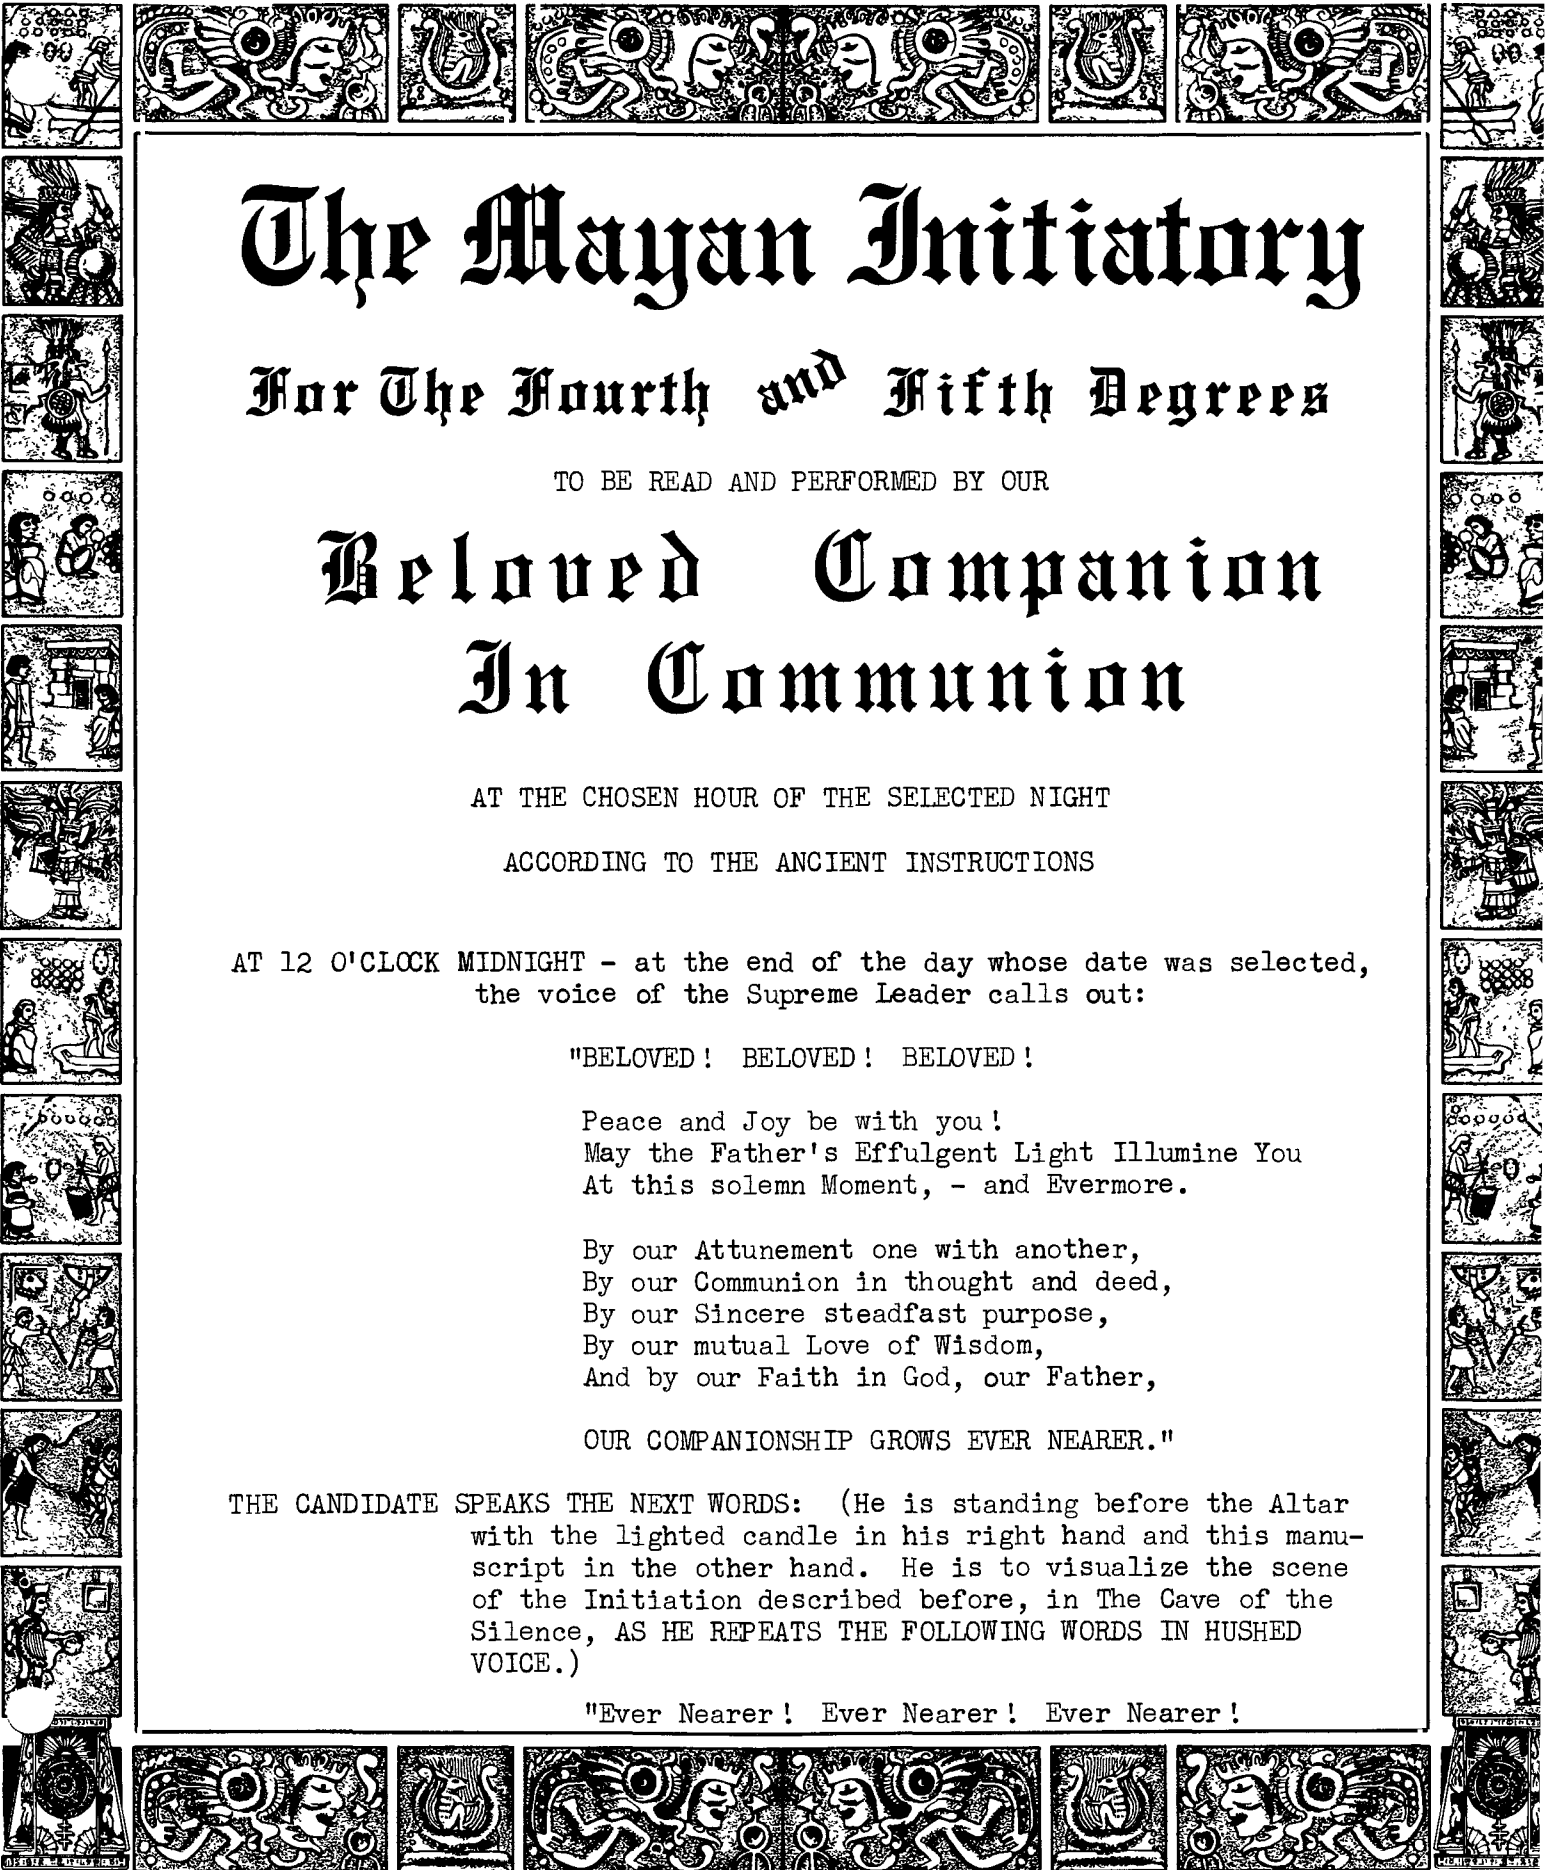 The Mayan Initiatory
For The Fourth and Fifth Degrees
TO BE READ AND PERFORMED BY OUR
Beloved Companion
In Communion
AT THE CHOSEN HOUR OF THE SELECTED NIGHT
ACCORDING TO THE ANCIENT INSTRUCTIONS
AT 12 O'CLOCK MIDNIGHT - at the end of the day whose date was selected,
the voice of the Supreme Leader calls out:
"BELOVED! BELOVED! BELOVED!
Peace and Joy be with you!
May the Father's Effulgent Light Illumine You
At this solemn Moment, - and Evermore.
By our Attunement one with another,
By our Communion in thought and deed,
By our Sincere steadfast purpose,
By our mutual Love of Wisdom,
And by our Faith in God, our Father,
OUR COMPANIONSHIP GROWS EVER NEARER."
THE CANDIDATE SPEAKS THE NEXT WORDS: (He is standing before the Altar
with the lighted candle in his right hand and this manu-
script in the other hand. He is to visualize the scene
of the Initiation described before, in The Cave of the
Silence, AS HE REPEATS THE FOLLOWING WORDS IN HUSHED
VOICE.)
"Ever Nearer! Ever Nearer! Ever Nearer!